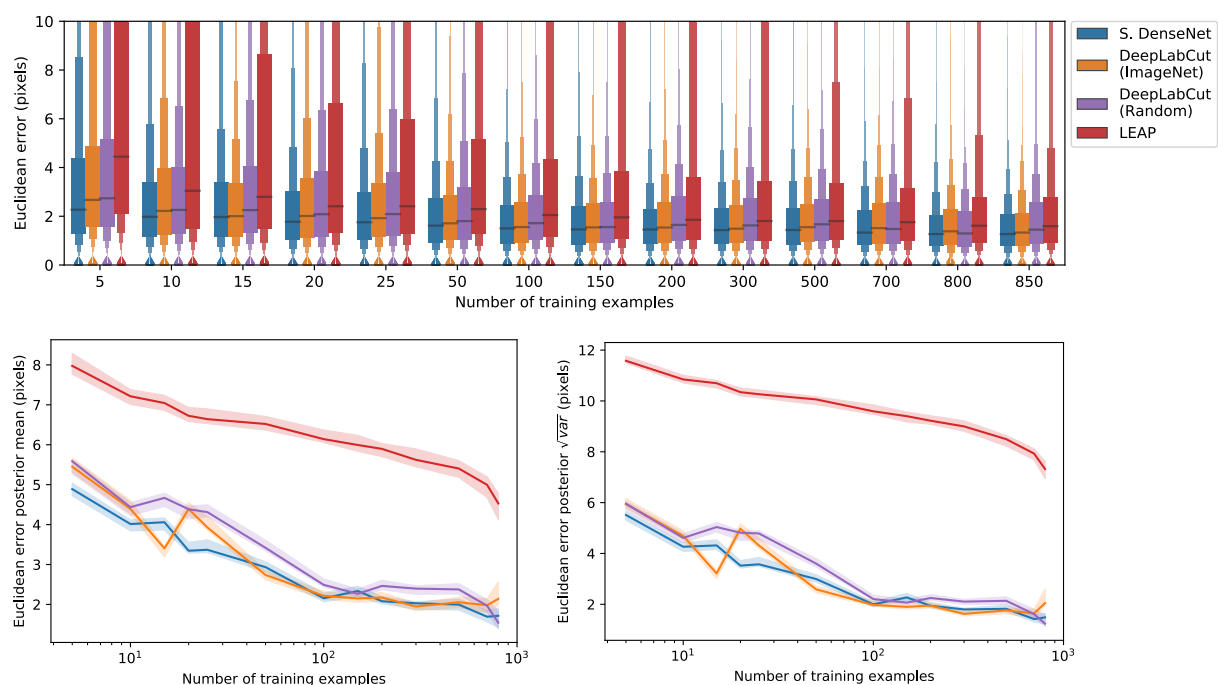 Euclidean error (pixels)
10
8
6
4
2
0
5 10 15 20 25 50 100 150 200 300 500 700 800 850
Number of training examples
S. DenseNet
DeepLabCut
(ImageNet)
DeepLabCut
(Random)
LEAP
Euclidean error posterior mean (pixels)
8
7
6
5
4
3
2
10¹ 10² 10³
Number of training examples
Euclidean error posterior √var (pixels)
12
10
8
6
4
2
10¹ 10² 10³
Number of training examples